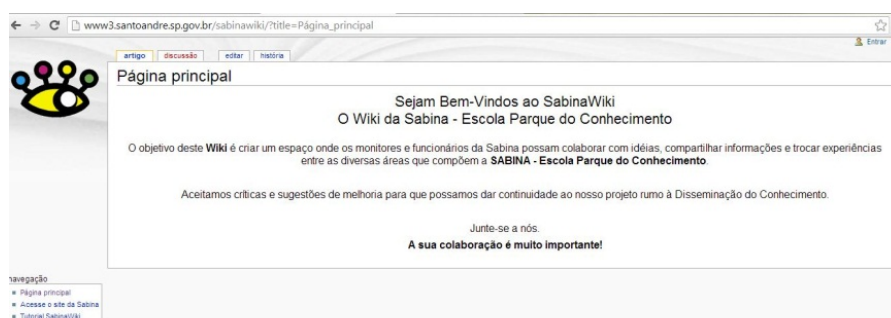 www3.santoandre.sp.gov.br/sabinawiki/?title=Página_principal
Entrar
artigo discussão editar história
Página principal
Sejam Bem-Vindos ao SabinaWiki
O Wiki da Sabina - Escola Parque do Conhecimento
O objetivo deste Wiki é criar um espaço onde os monitores e funcionários da Sabina possam colaborar com idéias, compartilhar informações e trocar experiências
entre as diversas áreas que compõem a SABINA - Escola Parque do Conhecimento.
Aceitamos críticas e sugestões de melhoria para que possamos dar continuidade ao nosso projeto rumo à Disseminação do Conhecimento.
Junte-se a nós.
A sua colaboração é muito importante!
navegação
Página principal
Acesse o site da Sabina
Tutorial SabinaWiki